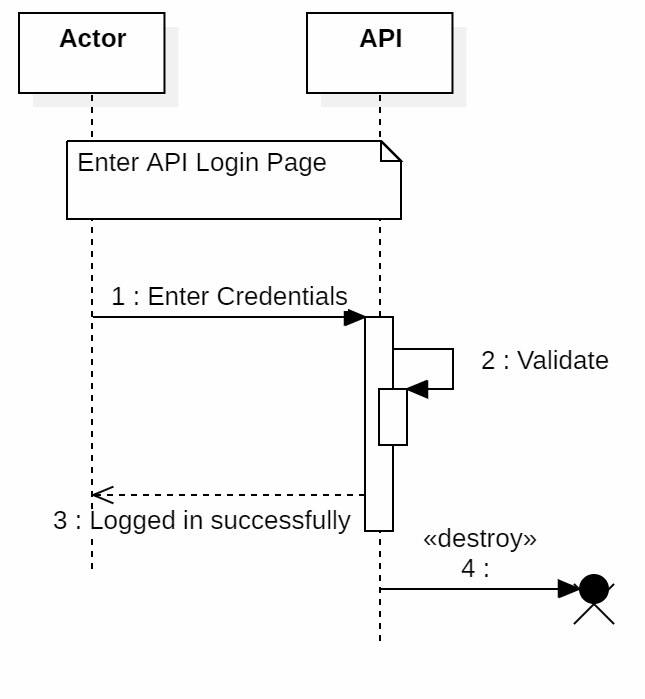 Actor
API
Enter API Login Page
1 : Enter Credentials
2 : Validate
3 : Logged in successfully
«destroy»
4 :